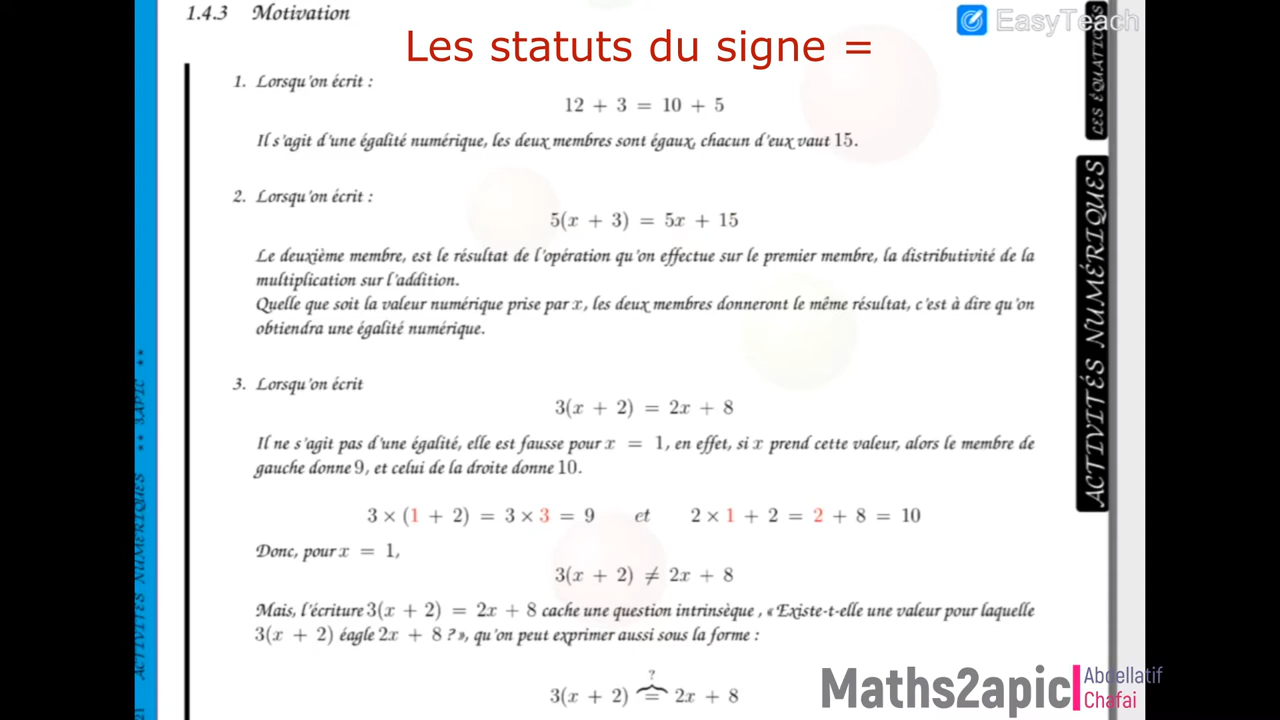 1.4.3 Motivation
EasyTeach
Les statuts du signe =
1. Lorsqu'on écrit :
12 + 3 = 10 + 5
Il s'agit d'une égalité numérique, les deux membres sont égaux, chacun d'eux vaut 15.
2. Lorsqu'on écrit :
5(x + 3) = 5x + 15
Le deuxième membre, est le résultat de l'opération qu'on effectue sur le premier membre, la distributivité de la
multiplication sur l'addition.
Quelle que soit la valeur numérique prise par x, les deux membres donneront le même résultat, c'est à dire qu'on
obtiendra une égalité numérique.
3. Lorsqu'on écrit
3(x + 2) = 2x + 8
Il ne s'agit pas d'une égalité, elle est fausse pour x = 1, en effet, si x prend cette valeur, alors le membre de
gauche donne 9, et celui de la droite donne 10.
3 × (1 + 2) = 3 × 3 = 9 et 2 × 1 + 2 = 2 + 8 = 10
Donc, pour x = 1,
3(x + 2) ≠ 2x + 8
Mais, l'écriture 3(x + 2) = 2x + 8 cache une question intrinsèque , « Existe-t-elle une valeur pour laquelle
3(x + 2) éagle 2x + 8 ? », qu'on peut exprimer aussi sous la forme :
?
3(x + 2) = 2x + 8
LES ÉQUATIONS
ACTIVITÉS NUMÉRIQUES
ACTIVITÉS NUMÉRIQUES ** 3APIC **
Maths2apic
Abdellatif
Chafai